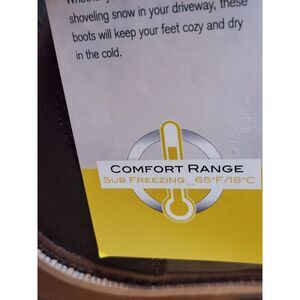 shoveling snow in your driveway, these
boots will keep your feet cozy and dry
in the cold.
COMFORT RANGE
SUB FREEZING_65°F/18°C